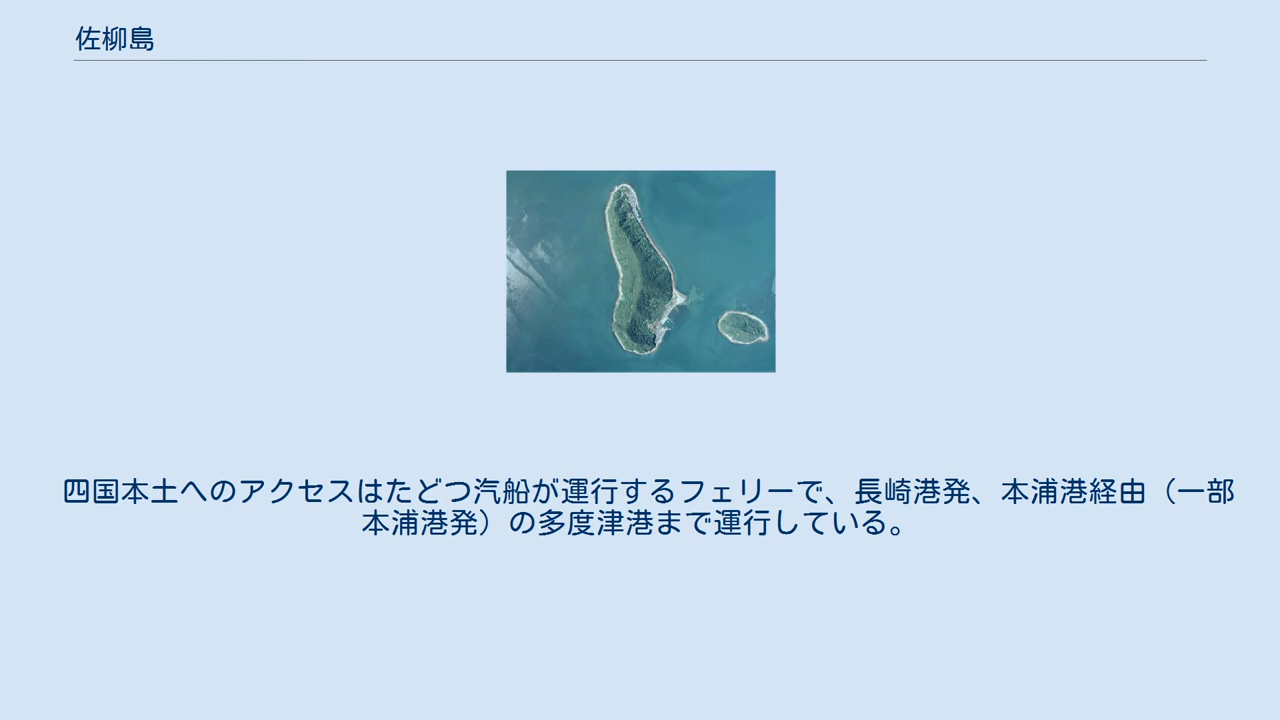 佐柳島
四国本土へのアクセスはたどつ汽船が運行するフェリーで、長崎港発、本浦港経由（一部
本浦港発）の多度津港まで運行している。